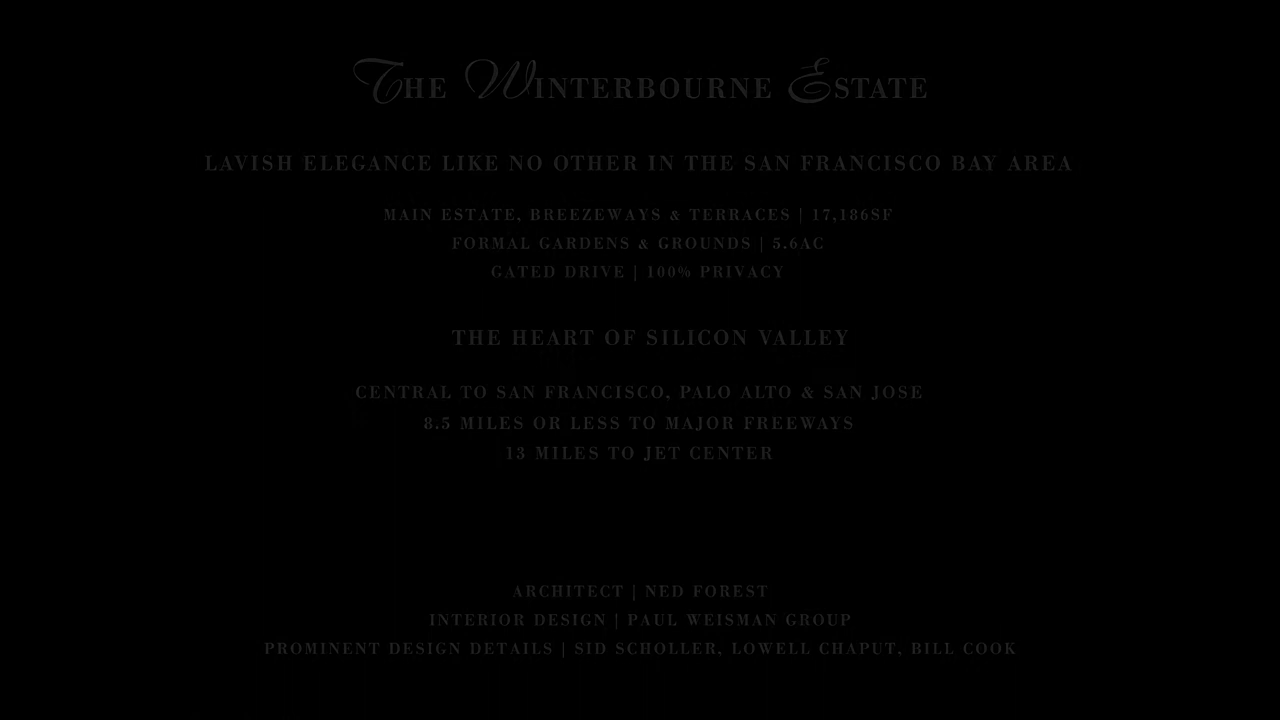 The Winterbourne Estate
LAVISH ELEGANCE LIKE NO OTHER IN THE SAN FRANCISCO BAY AREA
MAIN ESTATE, BREEZEWAYS & TERRACES | 17,186SF
FORMAL GARDENS & GROUNDS | 5.6AC
GATED DRIVE | 100% PRIVACY
THE HEART OF SILICON VALLEY
CENTRAL TO SAN FRANCISCO, PALO ALTO & SAN JOSE
8.5 MILES OR LESS TO MAJOR FREEWAYS
13 MILES TO JET CENTER
ARCHITECT | NED FOREST
INTERIOR DESIGN | PAUL WEISMAN GROUP
PROMINENT DESIGN DETAILS | SID SCHOLLER, LOWELL CHAPUT, BILL COOK